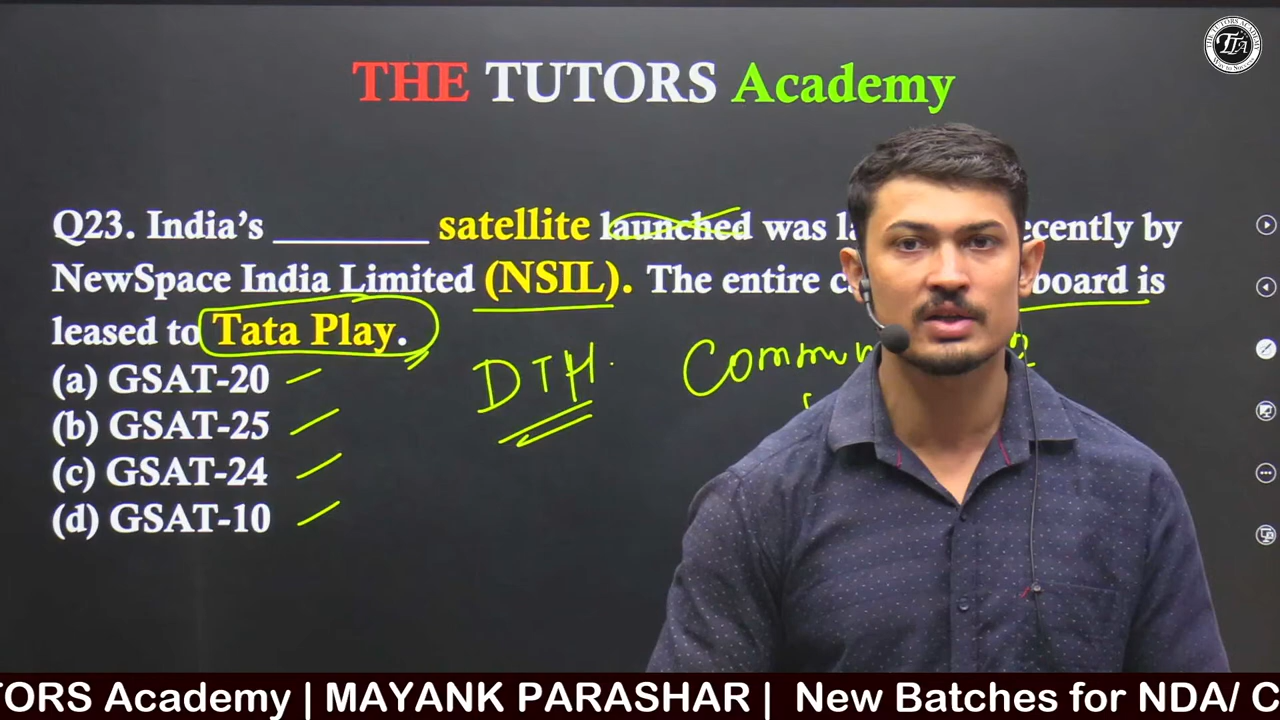 THE TUTORS Academy
Q23. India's ________ satellite launched was la ecently by
NewSpace India Limited (NSIL). The entire c board is
leased to Tata Play.
DTH. Commun
(a) GSAT-20
(b) GSAT-25
(c) GSAT-24
(d) GSAT-10
TORS Academy | MAYANK PARASHAR | New Batches for NDA/ C